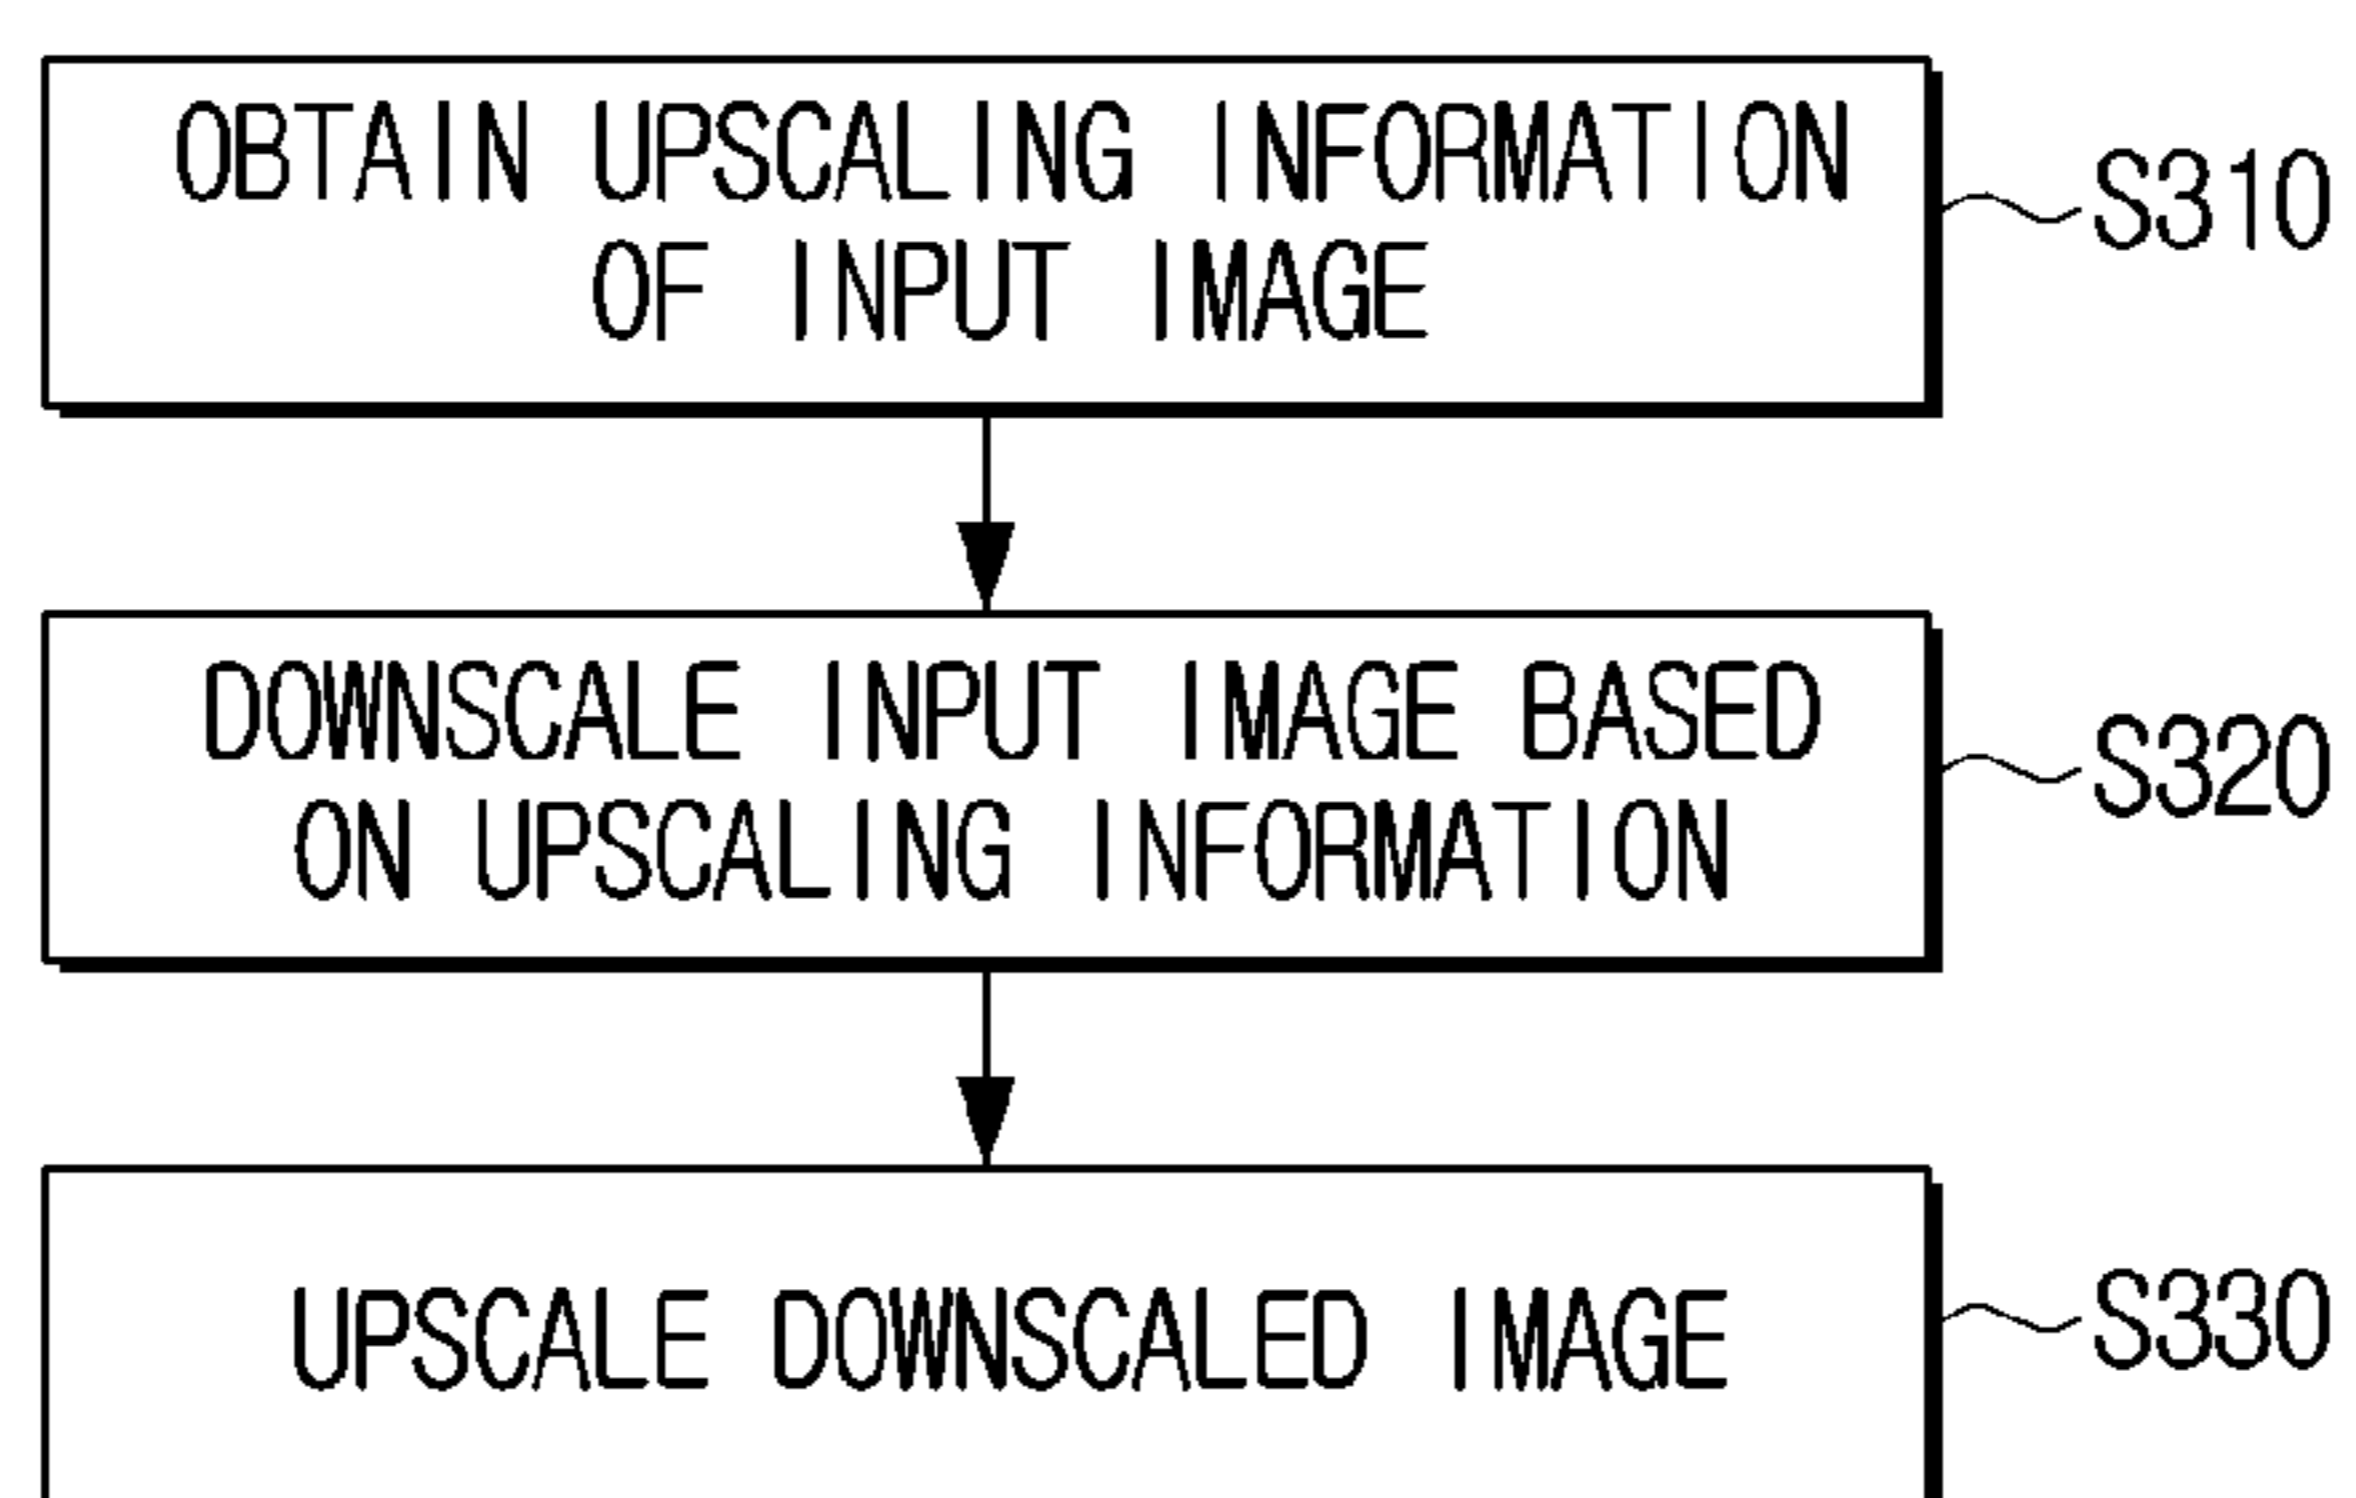 OBTAIN UPSCALING INFORMATION
OF INPUT IMAGE
S310
DOWNSCALE INPUT IMAGE BASED
ON UPSCALING INFORMATION
S320
UPSCALE DOWNSCALED IMAGE
S330